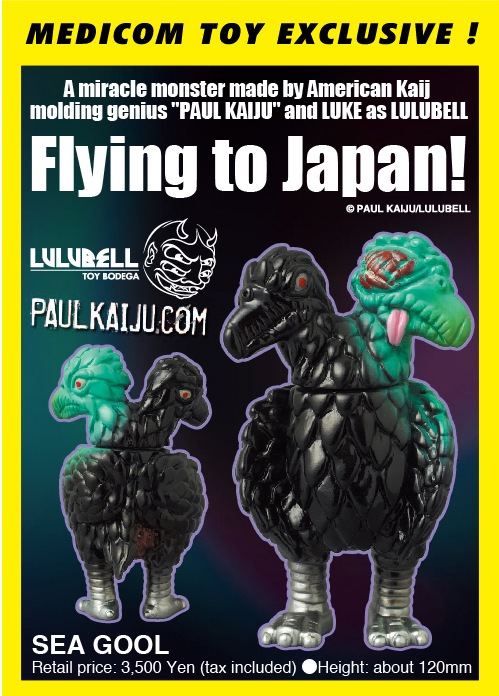 MEDICOM TOY EXCLUSIVE !
A miracle monster made by American Kaij
molding genius "PAUL KAIJU" and LUKE as LULUBELL
Flying to Japan!
© PAUL KAIJU/LULUBELL
LULUBELL
TOY BODEGA
PAULKAIJU.COM
SEA GOOL
Retail price: 3,500 Yen (tax included) ●Height: about 120mm